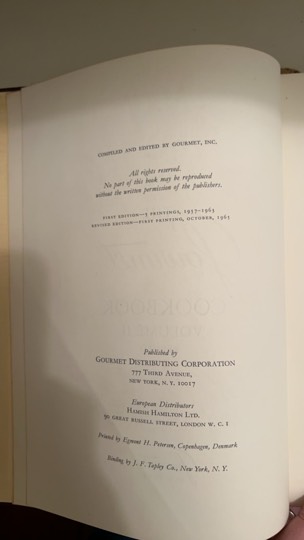 COMPILED AND EDITED BY GOURMET, INC.
All rights reserved.
No part of this book may be reproduced
without the written permission of the publishers.
FIRST EDITION—5 PRINTINGS, 1957-1963
REVISED EDITION—FIRST PRINTING, OCTOBER, 1965
Published by
GOURMET DISTRIBUTING CORPORATION
777 THIRD AVENUE,
NEW YORK, N. Y. 10017
European Distributors
HAMISH HAMILTON LTD.
90 GREAT RUSSELL STREET, LONDON W. C. 1
Printed by Egmont H. Petersen, Copenhagen, Denmark
Binding by J. F. Tapley Co., New York, N. Y.